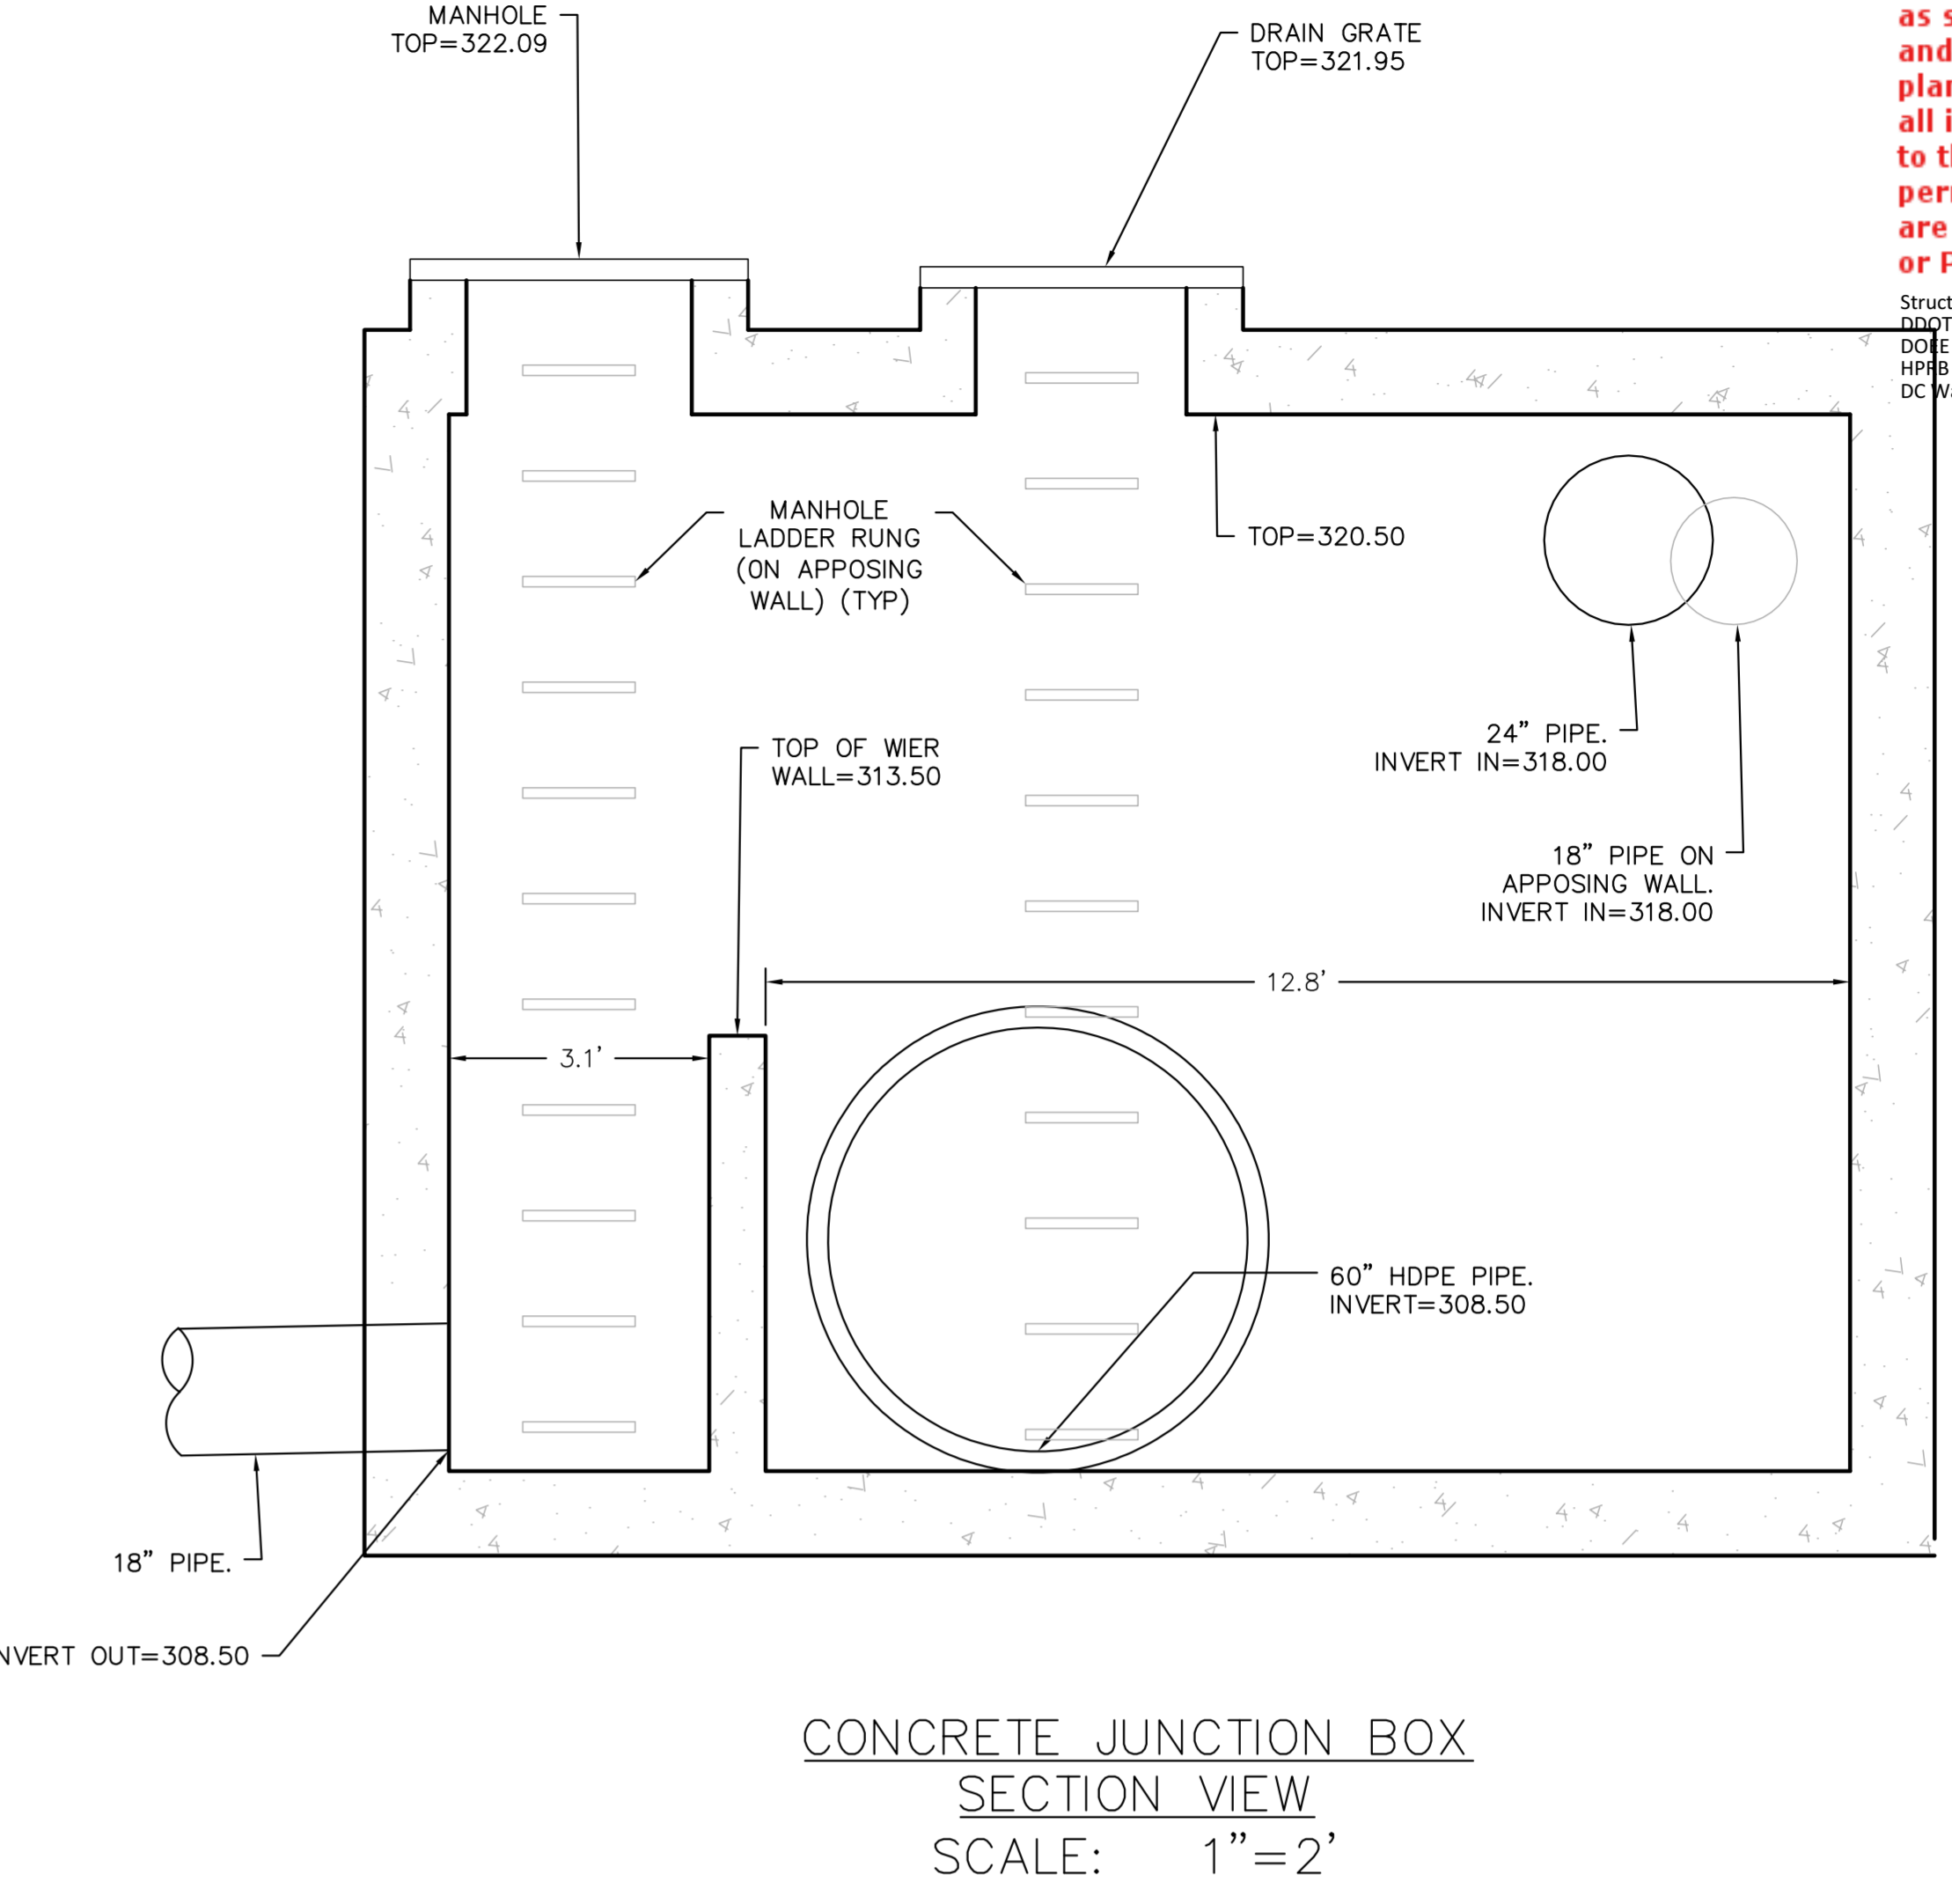 MANHOLE
TOP=322.09
DRAIN GRATE
TOP=321.95
as
and
all
to
are
or
DDOT
DOEE
HPRB
DC
MANHOLE
LADDER RUNG
(ON APPOSING
WALL) (TYP)
TOP=320.50
TOP OF WIER
WALL=313.50
24" PIPE.
INVERT IN=318.00
18" PIPE ON
APPOSING WALL.
INVERT IN=318.00
12.8'
3.1'
60" HDPE PIPE.
INVERT=308.50
18" PIPE.
NVERT OUT=308.50
CONCRETE JUNCTION BOX
SECTION VIEW
SCALE: 1"=2'